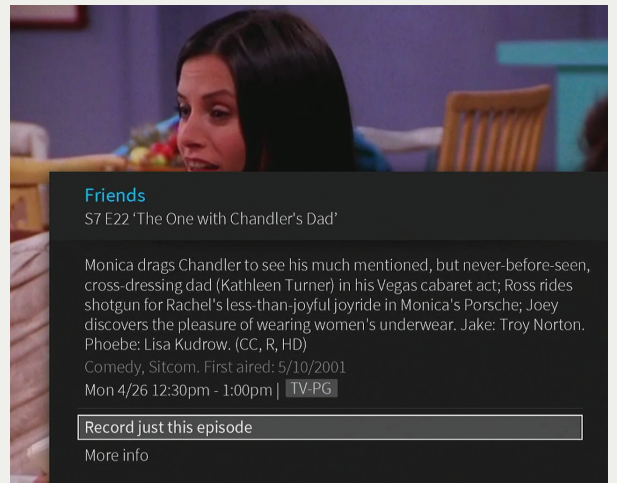 Friends
S7 E22 ‘The One with Chandler's Dad’
Monica drags Chandler to see his much mentioned, but never-before-seen,
cross-dressing dad (Kathleen Turner) in his Vegas cabaret act; Ross rides
shotgun for Rachel's less-than-joyful joyride in Monica's Porsche; Joey
discovers the pleasure of wearing women's underwear. Jake: Troy Norton.
Phoebe: Lisa Kudrow. (CC, R, HD)
Comedy, Sitcom. First aired: 5/10/2001
Mon 4/26 12:30pm - 1:00pm | TV-PG
Record just this episode
More info